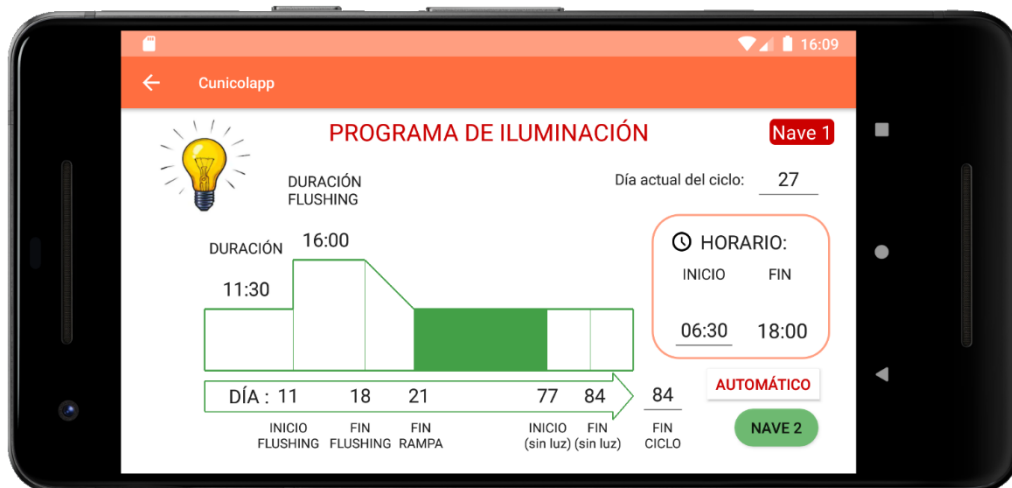 16:09
Cunicolapp
PROGRAMA DE ILUMINACIÓN
Nave 1
Día actual del ciclo: 27
DURACIÓN
FLUSHING
DURACIÓN
16:00
11:30
HORARIO:
INICIO
FIN
06:30
18:00
AUTOMÁTICO
DÍA : 11 18 21 77 84 84
INICIO
FLUSHING
FIN
FLUSHING
FIN
RAMPA
INICIO
(sin luz)
FIN
(sin luz)
FIN
CICLO
NAVE 2